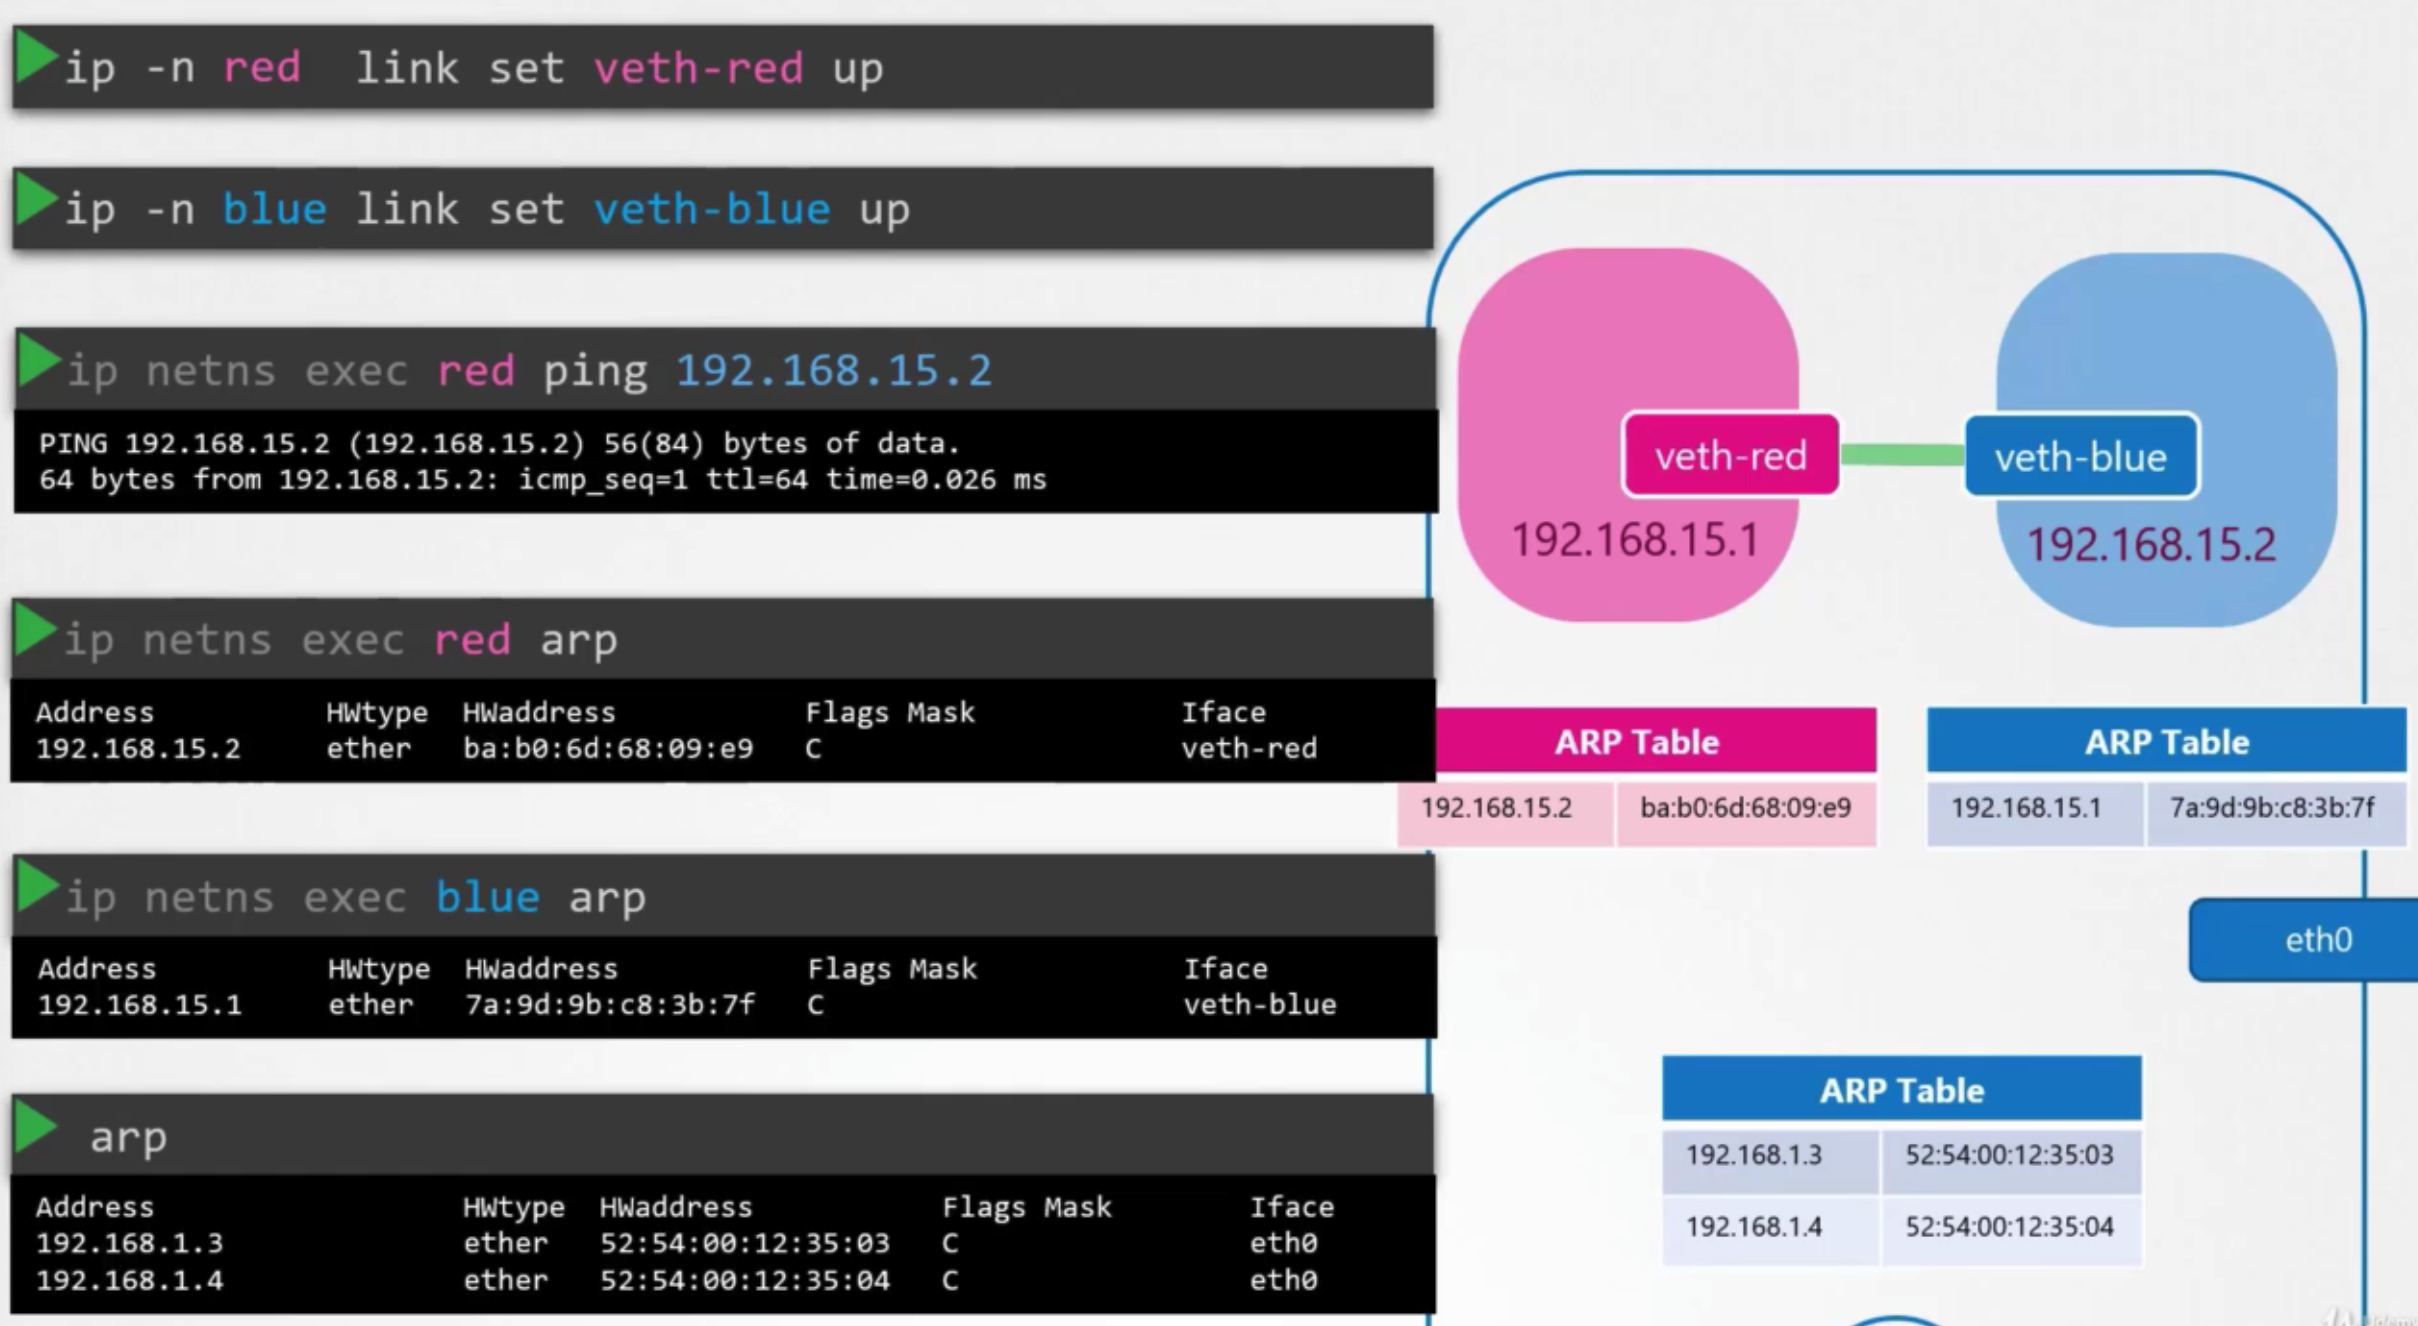 ip -n red link set veth-red up
ip -n blue link set veth-blue up
ip netns exec red ping 192.168.15.2
PING 192.168.15.2 (192.168.15.2) 56(84) bytes of data.
64 bytes from 192.168.15.2: icmp_seq=1 ttl=64 time=0.026 ms
ip netns exec red arp
Address HWtype HWaddress Flags Mask Iface
192.168.15.2 ether ba:b0:6d:68:09:e9 C veth-red
ip netns exec blue arp
Address HWtype HWaddress Flags Mask Iface
192.168.15.1 ether 7a:9d:9b:c8:3b:7f C veth-blue
arp
Address HWtype HWaddress Flags Mask Iface
192.168.1.3 ether 52:54:00:12:35:03 C eth0
192.168.1.4 ether 52:54:00:12:35:04 C eth0
veth-red
192.168.15.1
veth-blue
192.168.15.2
ARP Table
192.168.15.2 ba:b0:6d:68:09:e9
ARP Table
192.168.15.1 7a:9d:9b:c8:3b:7f
eth0
ARP Table
192.168.1.3 52:54:00:12:35:03
192.168.1.4 52:54:00:12:35:04